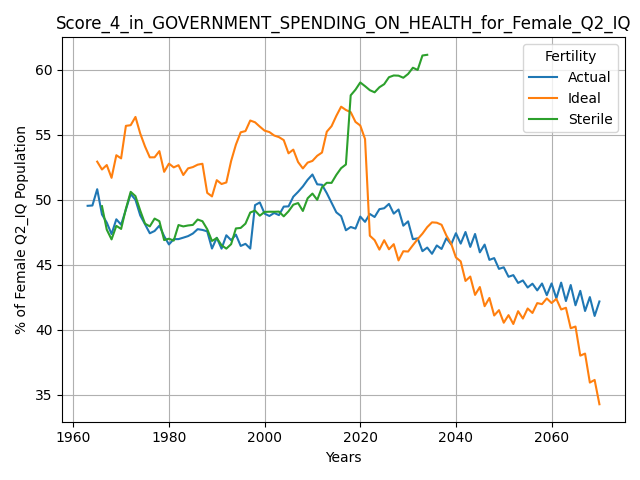 Score_4_in_GOVERNMENT_SPENDING_ON_HEALTH_for_Female_Q2_IQ
% of Female Q2_IQ Population
60
55
50
45
40
35
Fertility
Actual
Ideal
Sterile
1960
1980
2000
2020
2040
2060
Years